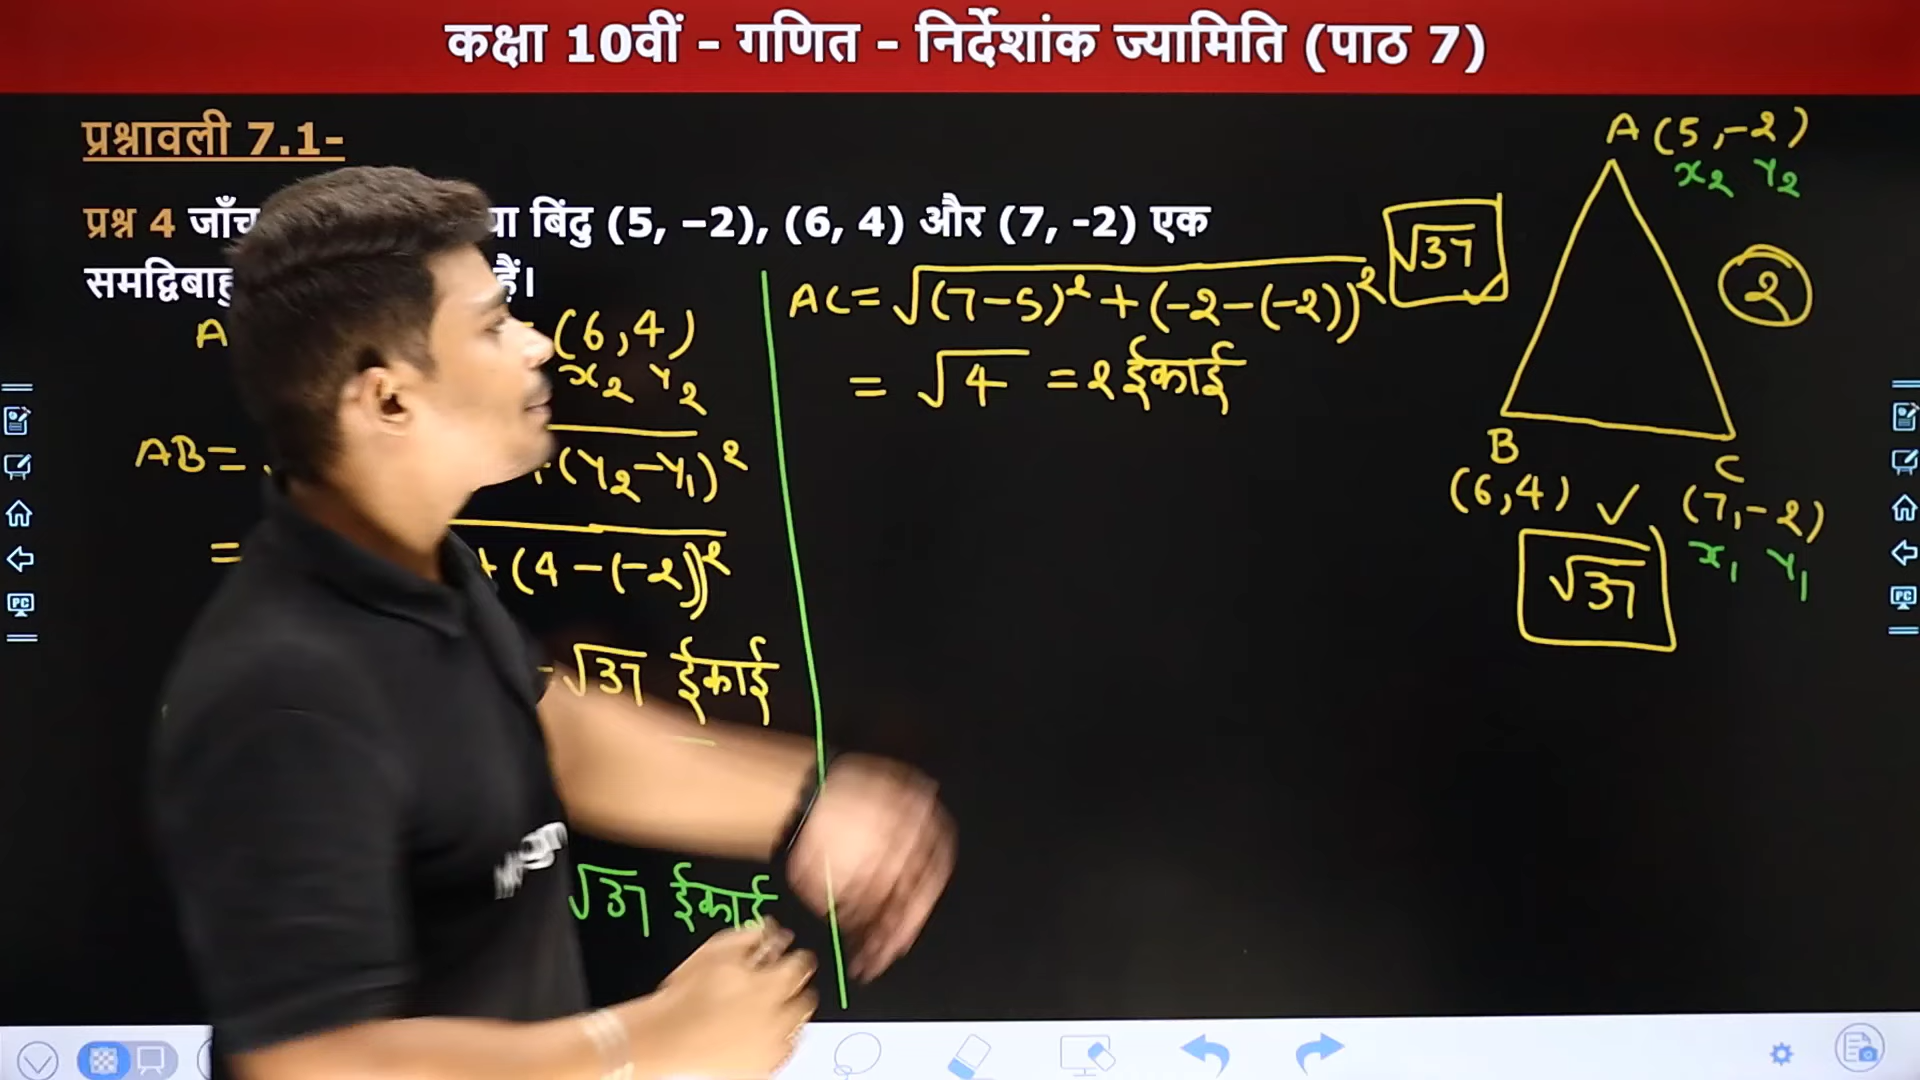 कक्षा 10वीं - गणित - निर्देशांक ज्यामिति (पाठ 7)
प्रश्नावली 7.1-
प्रश्न 4 बिंदु (5, −2), (6, 4) और (7, -2) एक
हैं।
A (6,4)
x₂ y₂
AB=
+(y₂-y₁)²
= + (4-(-2))²
=√37 ईकाई
√37 ईकाई
AC=√(7-5)²+(-2-(-2))²
=√4 =2 ईकाई
√37
A (5,-2)
x₂ y₂
2
B
C
(6,4) ✓ (7,-2)
x₁ y₁
√37
PC
PC